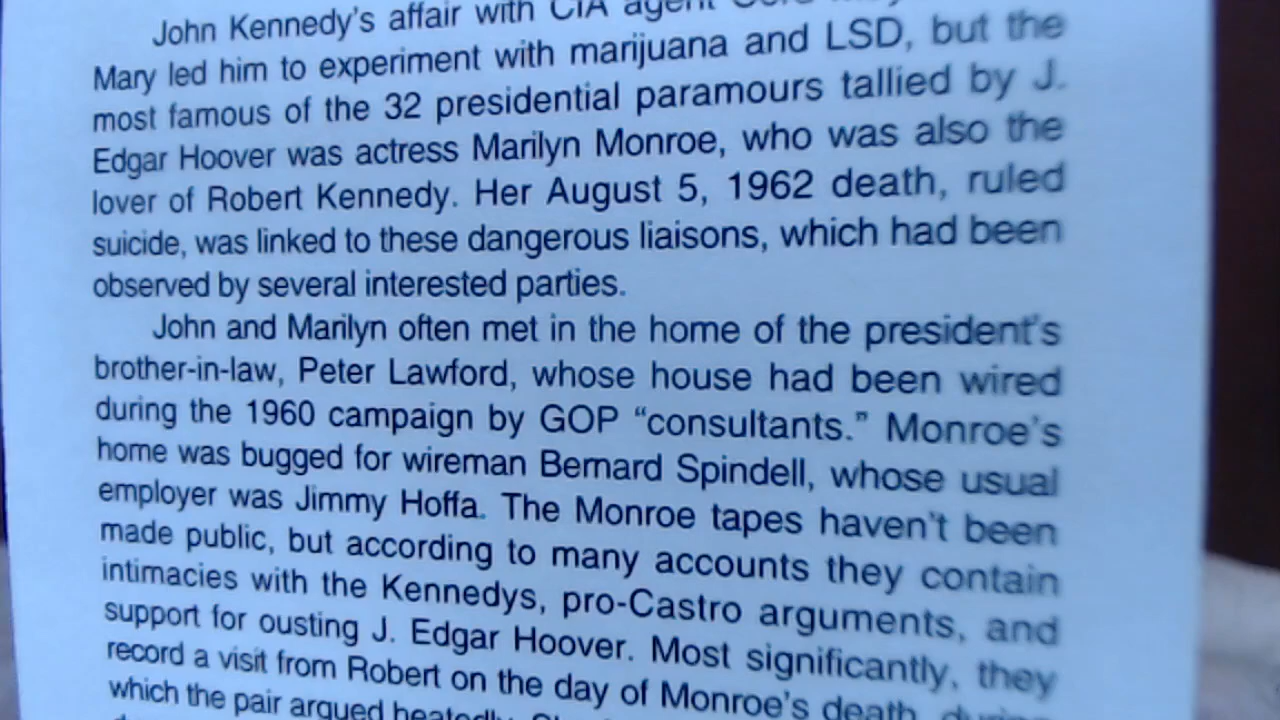 John Kennedy's affair with CIA agent
Mary led him to experiment with marijuana and LSD, but the
most famous of the 32 presidential paramours tallied by J.
Edgar Hoover was actress Marilyn Monroe, who was also the
lover of Robert Kennedy. Her August 5, 1962 death, ruled
suicide, was linked to these dangerous liaisons, which had been
observed by several interested parties.
John and Marilyn often met in the home of the president's
brother-in-law, Peter Lawford, whose house had been wired
during the 1960 campaign by GOP “consultants.” Monroe's
home was bugged for wireman Bernard Spindell, whose usual
employer was Jimmy Hoffa. The Monroe tapes haven't been
made public, but according to many accounts they contain
intimacies with the Kennedys, pro-Castro arguments, and
support for ousting J. Edgar Hoover. Most significantly, they
record a visit from Robert on the day of Monroe's death, during
which the pair argued heatedly.